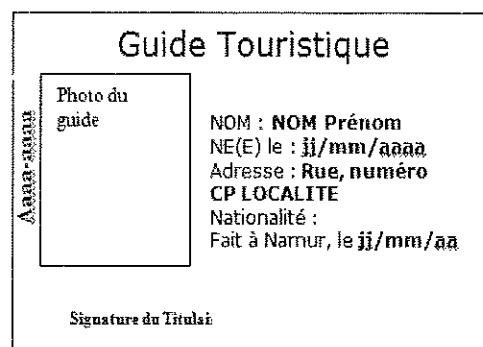 Guide Touristique
Aaaa-aaaa
Photo du
guide
NOM : NOM Prénom
NE(E) le : jj/mm/aaaa
Adresse : Rue, numéro
CP LOCALITE
Nationalité :
Fait à Namur, le jj/mm/aa
Signature du Titulai